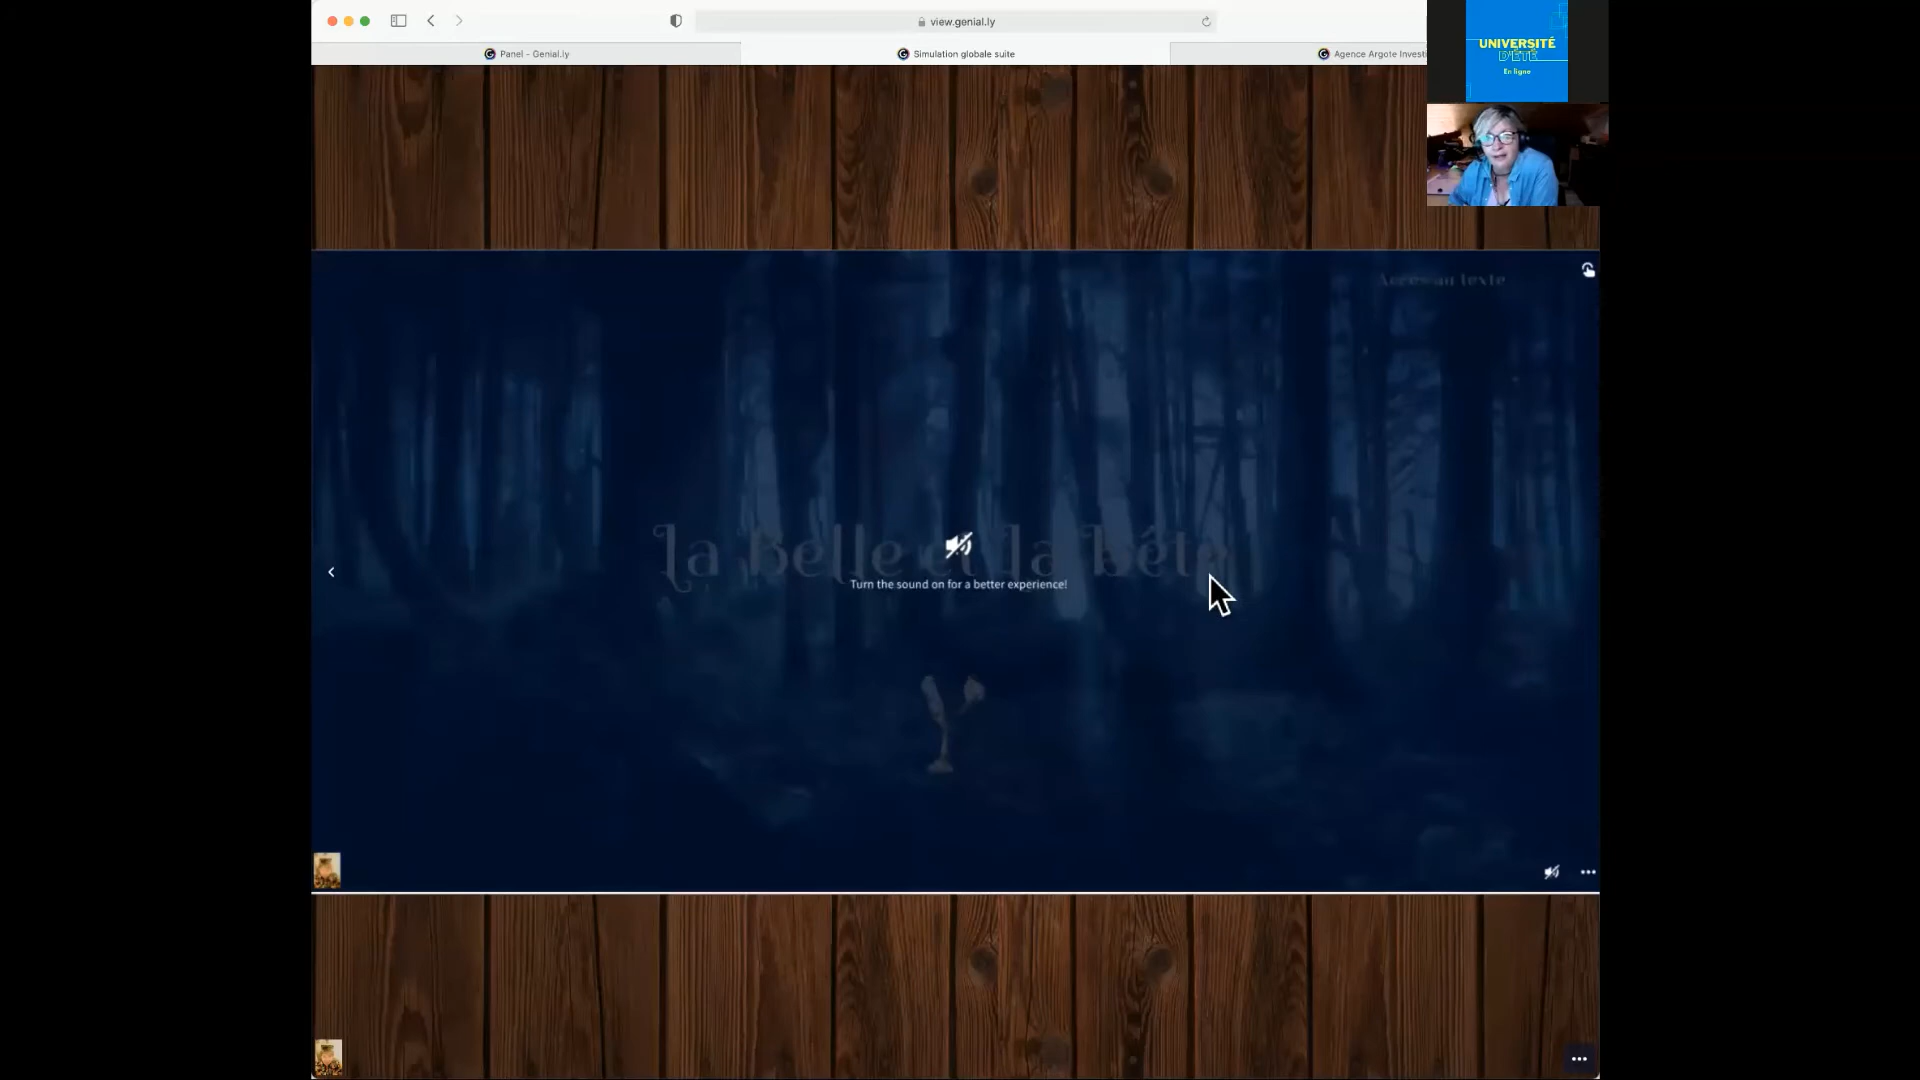 view.genial.ly
Panel - Genial.ly
Simulation globale suite
Agence Argote Investi
UNIVERSITÉ
D'ÉTÉ
En ligne
Accès au texte
La Belle et la bête
Turn the sound on for a better experience!